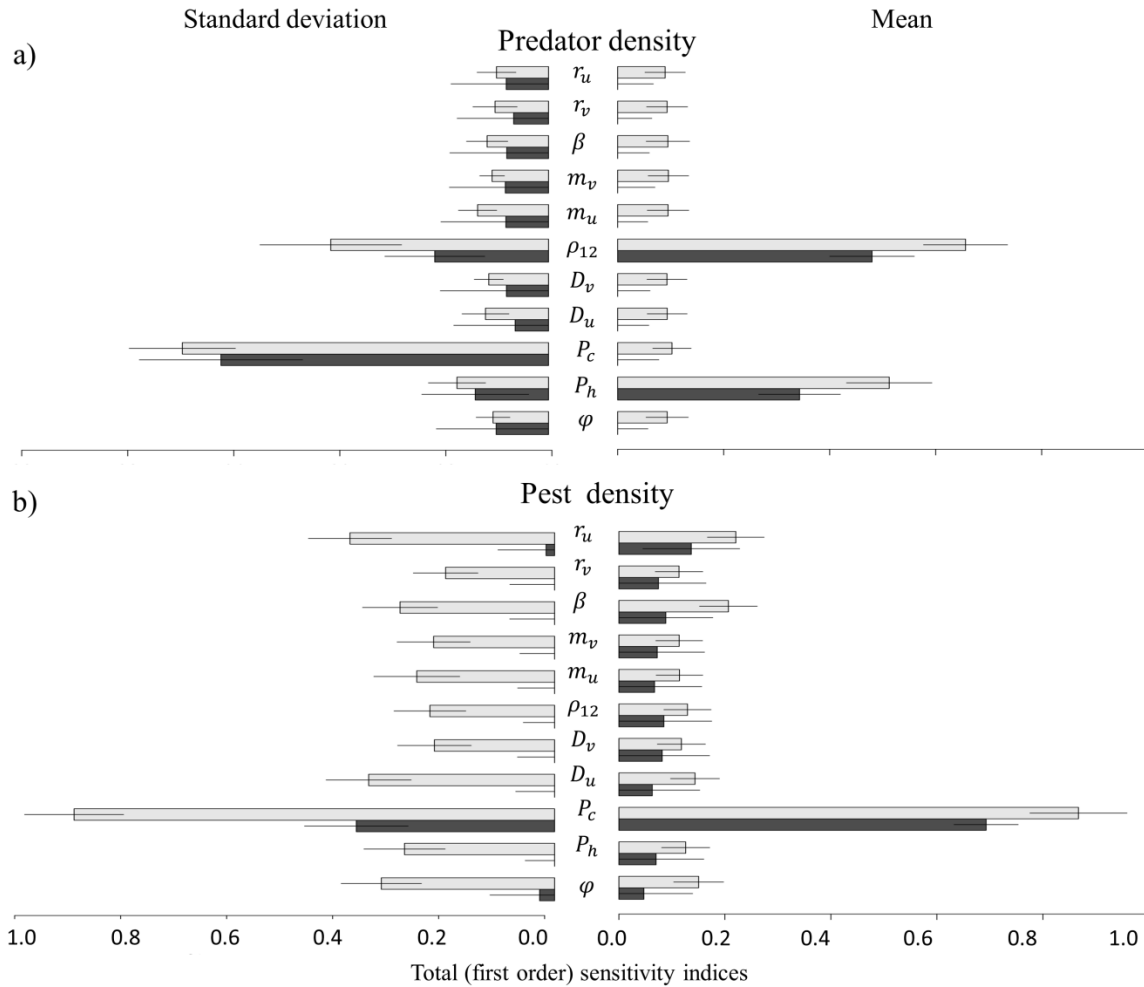 Standard deviation Mean
a) Predator density
r_u
r_v
β
m_v
m_u
ρ_12
D_v
D_u
P_c
P_h
φ
b) Pest density
r_u
r_v
β
m_v
m_u
ρ_12
D_v
D_u
P_c
P_h
φ
1.0 0.8 0.6 0.4 0.2 0.0 0.0 0.2 0.4 0.6 0.8 1.0
Total (first order) sensitivity indices